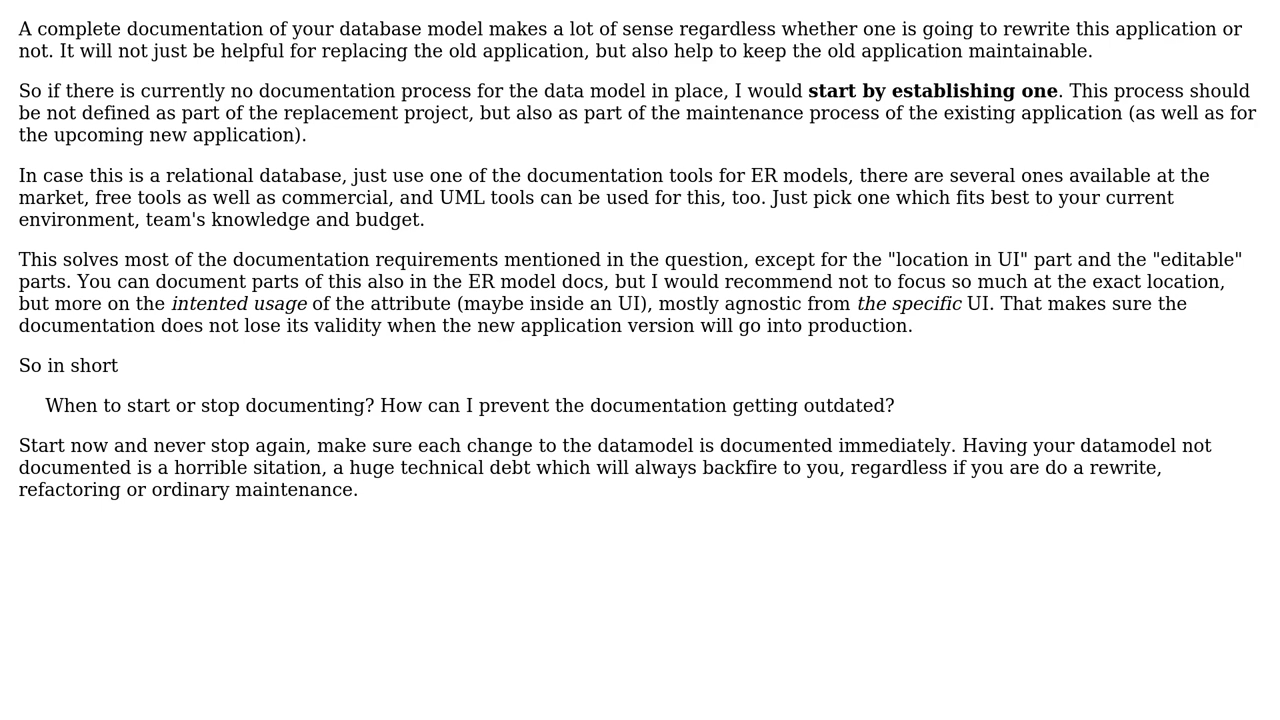 A complete documentation of your database model makes a lot of sense regardless whether one is going to rewrite this application or
not. It will not just be helpful for replacing the old application, but also help to keep the old application maintainable.
So if there is currently no documentation process for the data model in place, I would start by establishing one. This process should
be not defined as part of the replacement project, but also as part of the maintenance process of the existing application (as well as for
the upcoming new application).
In case this is a relational database, just use one of the documentation tools for ER models, there are several ones available at the
market, free tools as well as commercial, and UML tools can be used for this, too. Just pick one which fits best to your current
environment, team's knowledge and budget.
This solves most of the documentation requirements mentioned in the question, except for the "location in UI" part and the "editable"
parts. You can document parts of this also in the ER model docs, but I would recommend not to focus so much at the exact location,
but more on the intented usage of the attribute (maybe inside an UI), mostly agnostic from the specific UI. That makes sure the
documentation does not lose its validity when the new application version will go into production.
So in short
When to start or stop documenting? How can I prevent the documentation getting outdated?
Start now and never stop again, make sure each change to the datamodel is documented immediately. Having your datamodel not
documented is a horrible sitation, a huge technical debt which will always backfire to you, regardless if you are do a rewrite,
refactoring or ordinary maintenance.